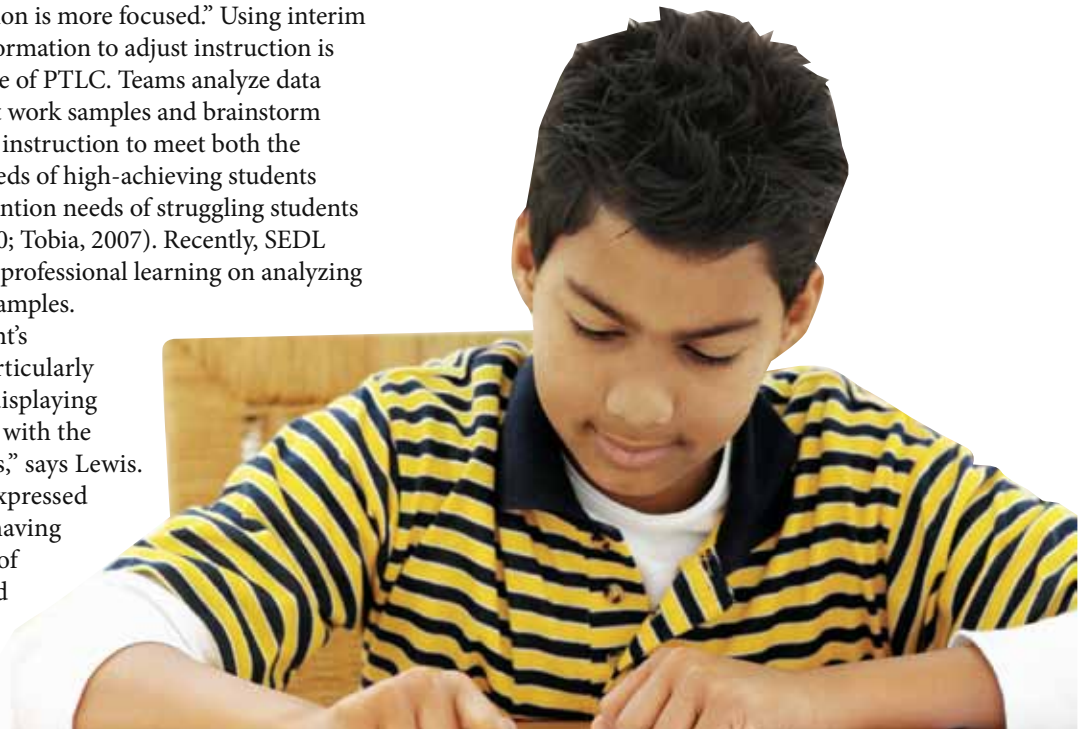 on is more focused.” Using interim
ormation to adjust instruction is
e of PTLC. Teams analyze data
work samples and brainstorm
instruction to meet both the
eds of high-achieving students
ntion needs of struggling students
0; Tobia, 2007). Recently, SEDL
professional learning on analyzing
amples.
nt’s
rticularly
displaying
with the
s,” says Lewis.
xpressed
having
of
d